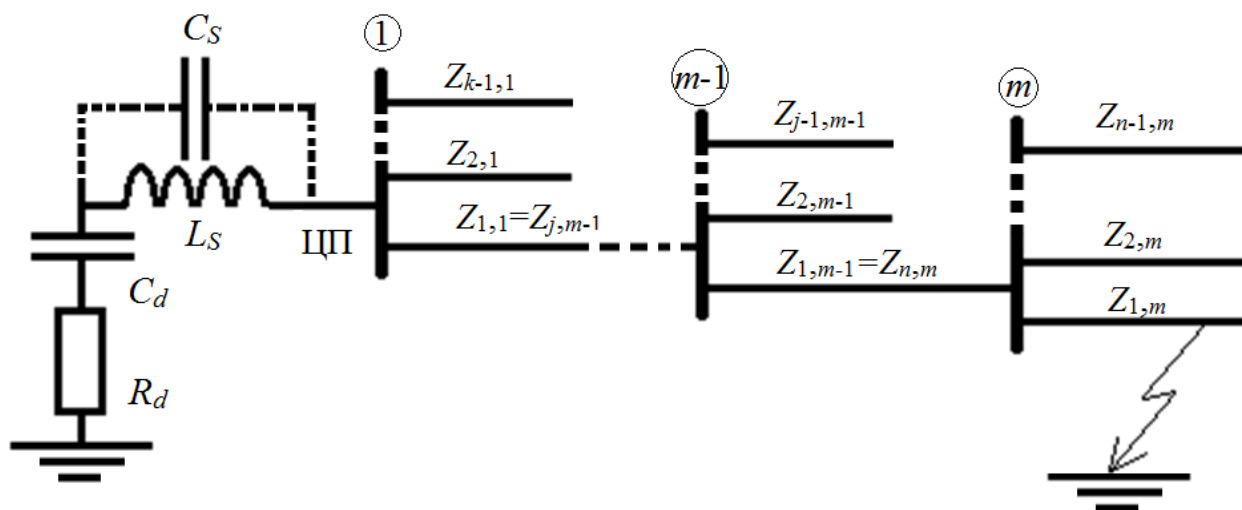 C_S
1
Z_{k-1,1}
Z_{2,1}
Z_{1,1}=Z_{j,m-1}
L_S
ЦП
C_d
R_d
m-1
Z_{j-1,m-1}
Z_{2,m-1}
Z_{1,m-1}=Z_{n,m}
m
Z_{n-1,m}
Z_{2,m}
Z_{1,m}